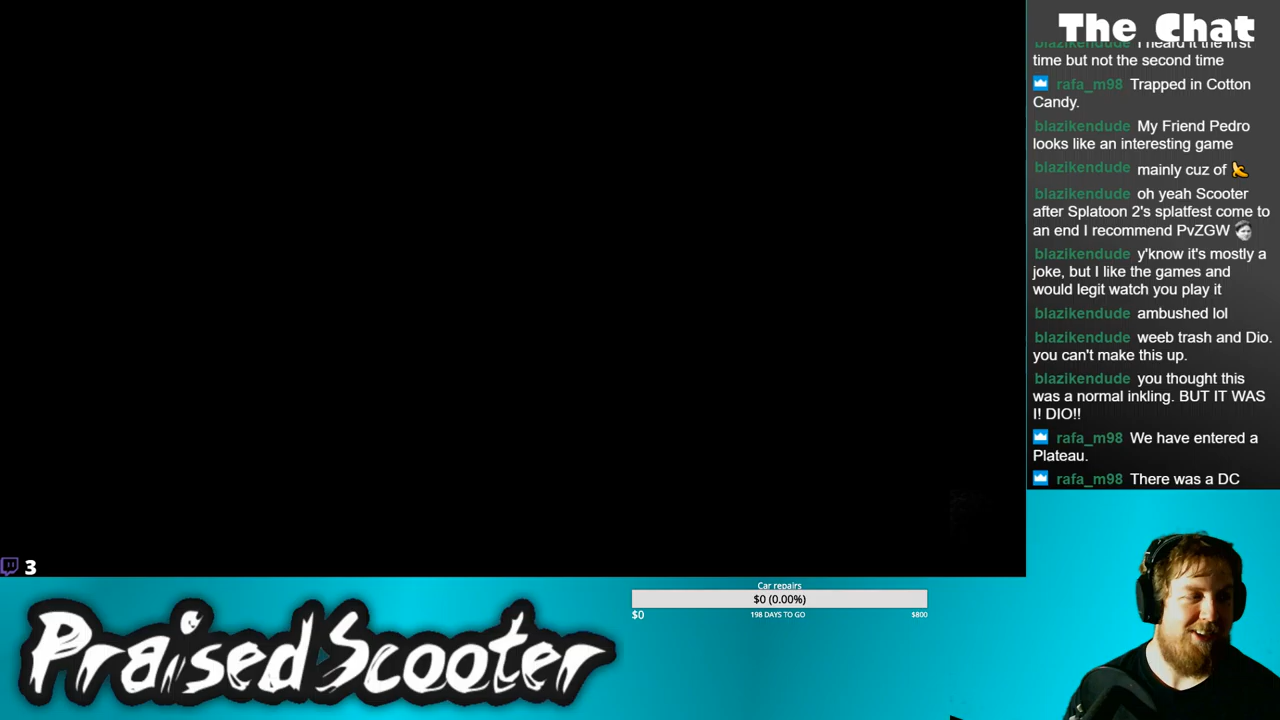 The Chat
blazikendude I heard it the first
time but not the second time
rafa_m98 Trapped in Cotton
Candy.
blazikendude My Friend Pedro
looks like an interesting game
blazikendude mainly cuz of
blazikendude oh yeah Scooter
after Splatoon 2's splatfest come to
an end I recommend PvZGW
blazikendude y'know it's mostly a
joke, but I like the games and
would legit watch you play it
blazikendude ambushed lol
blazikendude weeb trash and Dio.
you can't make this up.
blazikendude you thought this
was a normal inkling. BUT IT WAS
I! DIO!!
rafa_m98 We have entered a
Plateau.
rafa_m98 There was a DC
3
Car repairs
$0 (0.00%)
$0 198 DAYS TO GO $800
PraisedScooter